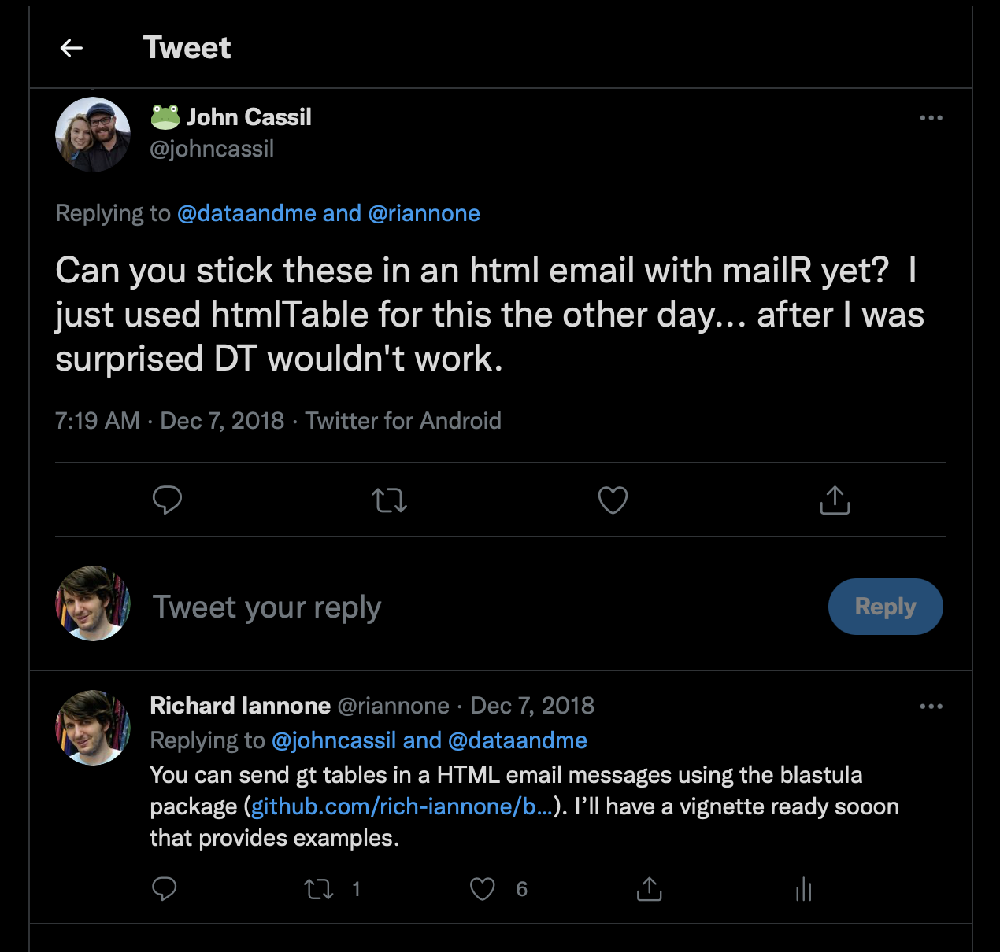 Tweet
John Cassil
@johncassil
Replying to @dataandme and @riannone
Can you stick these in an html email with mailR yet?  I
just used htmlTable for this the other day... after I was
surprised DT wouldn't work.
7:19 AM · Dec 7, 2018 · Twitter for Android
Tweet your reply
Reply
Richard Iannone @riannone · Dec 7, 2018
Replying to @johncassil and @dataandme
You can send gt tables in a HTML email messages using the blastula
package (github.com/rich-iannone/b…). I’ll have a vignette ready sooon
that provides examples.
1
6